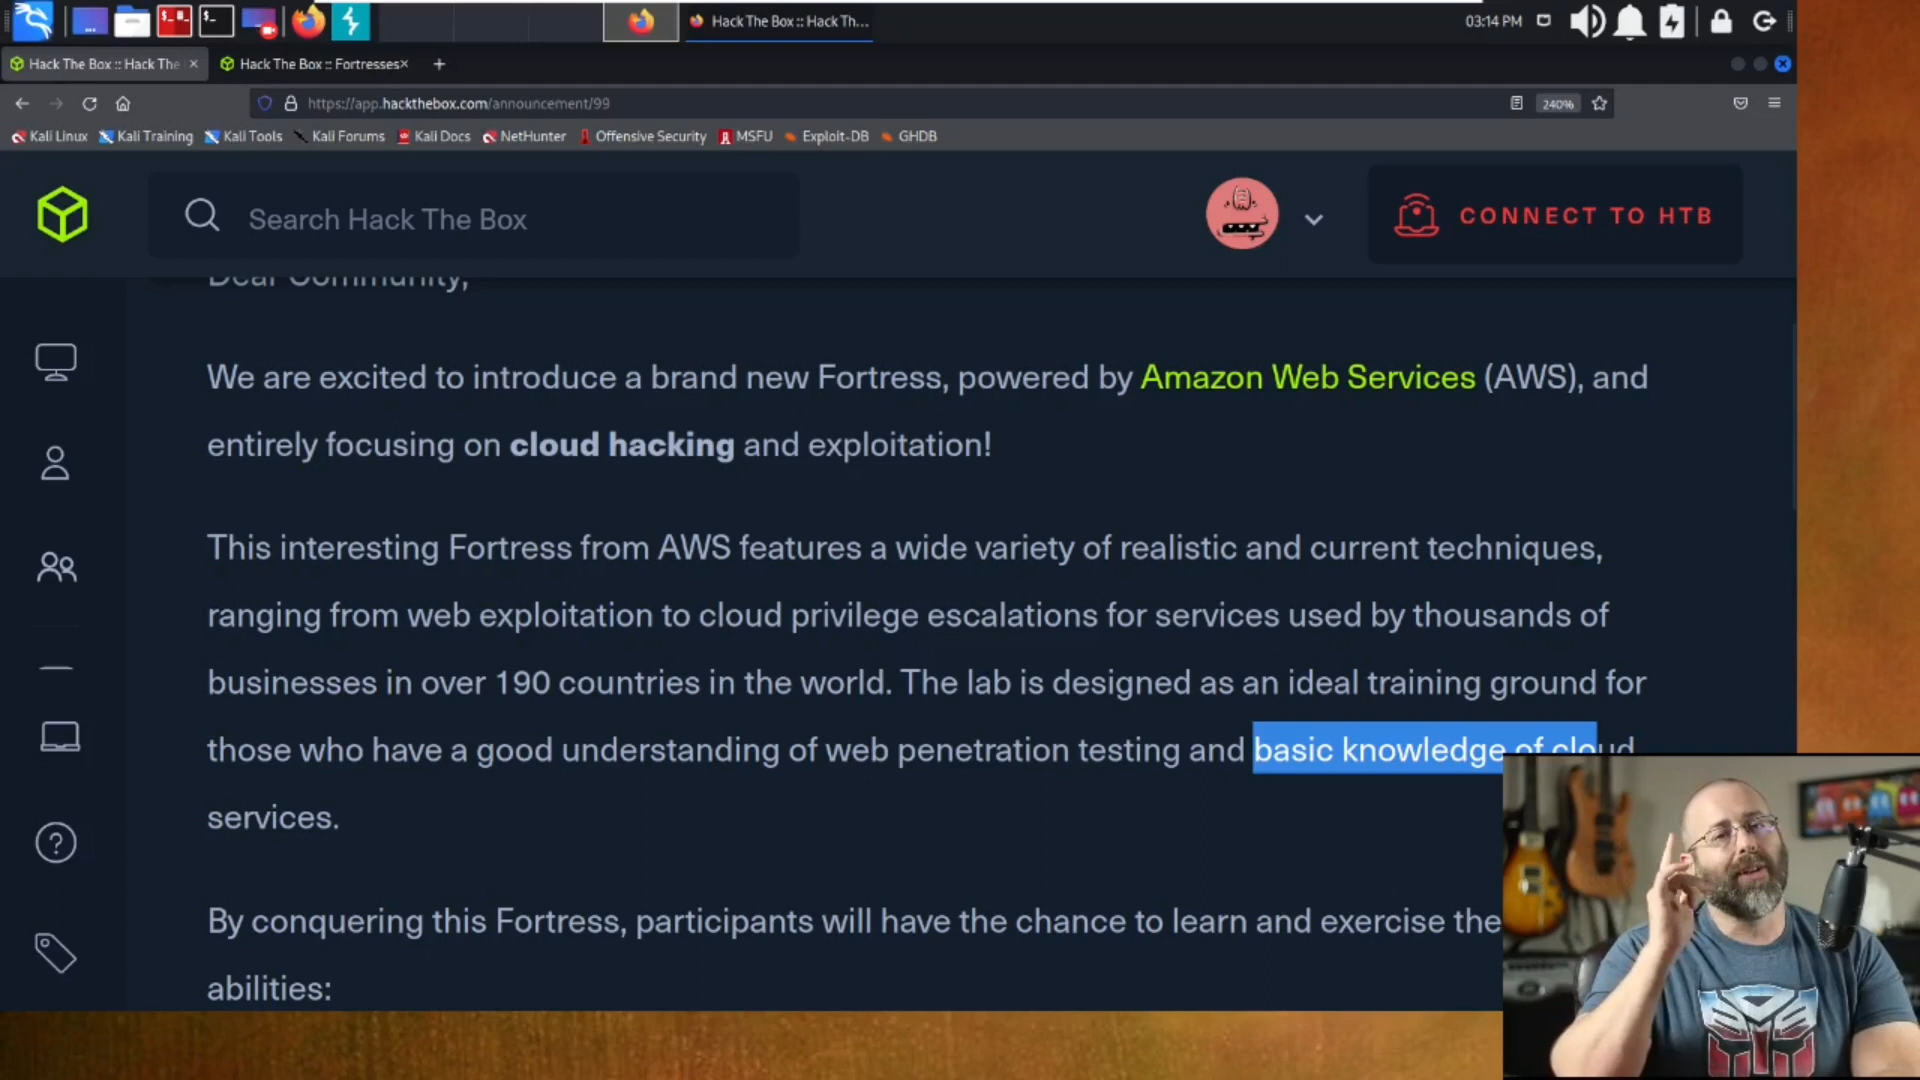 Hack The Box :: Hack Th...
03:14 PM
Hack The Box :: Hack The
Hack The Box :: Fortresses
https://app.hackthebox.com/announcement/99
240%
Kali Linux
Kali Training
Kali Tools
Kali Forums
Kali Docs
NetHunter
Offensive Security
MSFU
Exploit-DB
GHDB
Search Hack The Box
CONNECT TO HTB
Dear Community,
We are excited to introduce a brand new Fortress, powered by Amazon Web Services (AWS), and
entirely focusing on cloud hacking and exploitation!
This interesting Fortress from AWS features a wide variety of realistic and current techniques,
ranging from web exploitation to cloud privilege escalations for services used by thousands of
businesses in over 190 countries in the world. The lab is designed as an ideal training ground for
those who have a good understanding of web penetration testing and basic knowledge of cloud
services.
By conquering this Fortress, participants will have the chance to learn and exercise the
abilities: